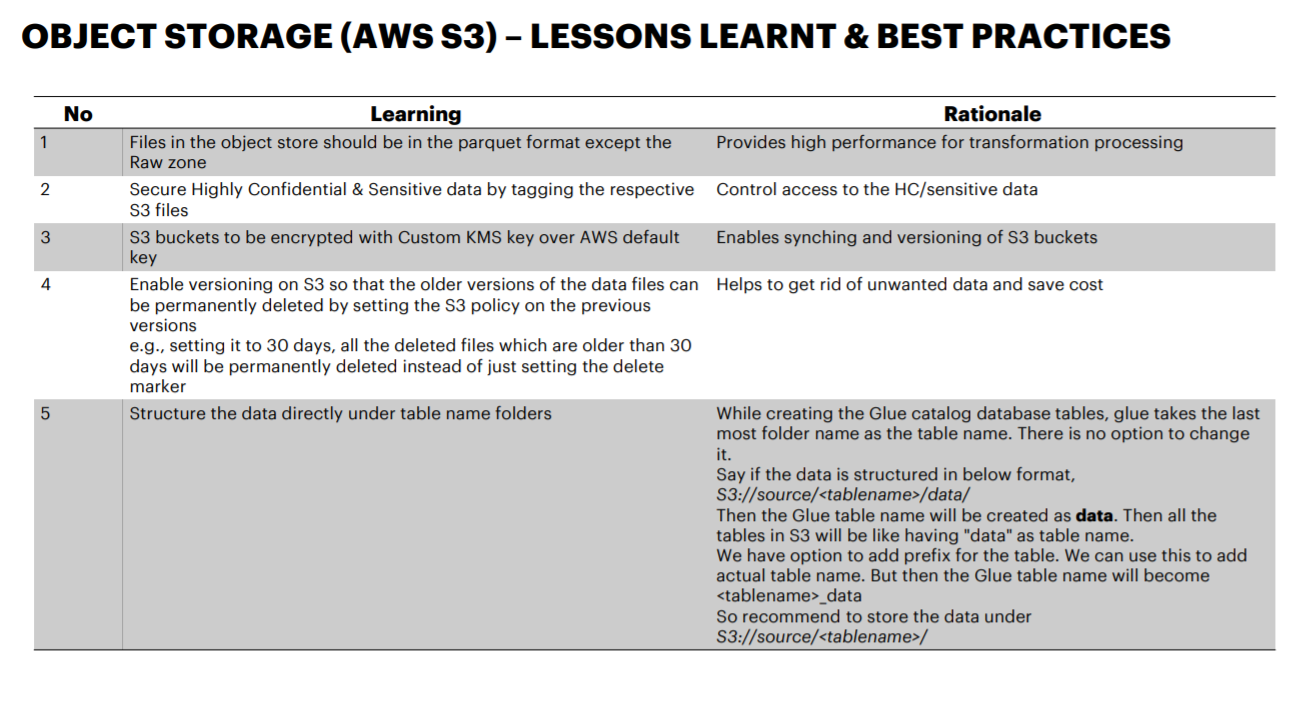 OBJECT STORAGE (AWS S3) – LESSONS LEARNT & BEST PRACTICES
No Learning Rationale
1 Files in the object store should be in the parquet format except the Provides high performance for transformation processing
Raw zone
2 Secure Highly Confidential & Sensitive data by tagging the respective Control access to the HC/sensitive data
S3 files
3 S3 buckets to be encrypted with Custom KMS key over AWS default Enables synching and versioning of S3 buckets
key
4 Enable versioning on S3 so that the older versions of the data files can Helps to get rid of unwanted data and save cost
be permanently deleted by setting the S3 policy on the previous
versions
e.g., setting it to 30 days, all the deleted files which are older than 30
days will be permanently deleted instead of just setting the delete
marker
5 Structure the data directly under table name folders While creating the Glue catalog database tables, glue takes the last
most folder name as the table name. There is no option to change
it.
Say if the data is structured in below format,
S3://source/<tablename>/data/
Then the Glue table name will be created as data. Then all the
tables in S3 will be like having "data" as table name.
We have option to add prefix for the table. We can use this to add
actual table name. But then the Glue table name will become
<tablename>_data
So recommend to store the data under
S3://source/<tablename>/